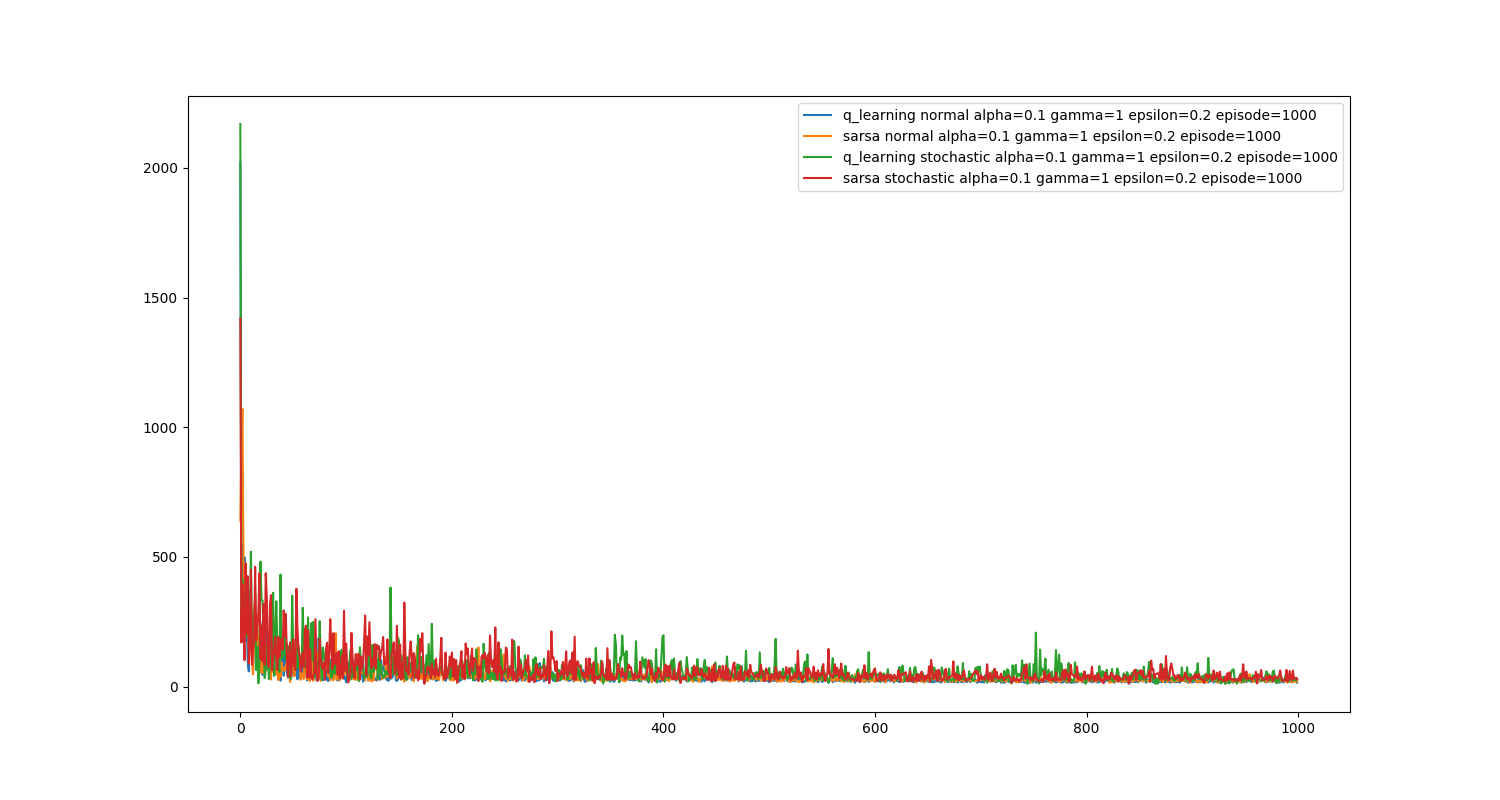 q_learning normal alpha=0.1 gamma=1 epsilon=0.2 episode=1000
sarsa normal alpha=0.1 gamma=1 epsilon=0.2 episode=1000
q_learning stochastic alpha=0.1 gamma=1 epsilon=0.2 episode=1000
sarsa stochastic alpha=0.1 gamma=1 epsilon=0.2 episode=1000
2000
1500
1000
500
0
0 200 400 600 800 1000